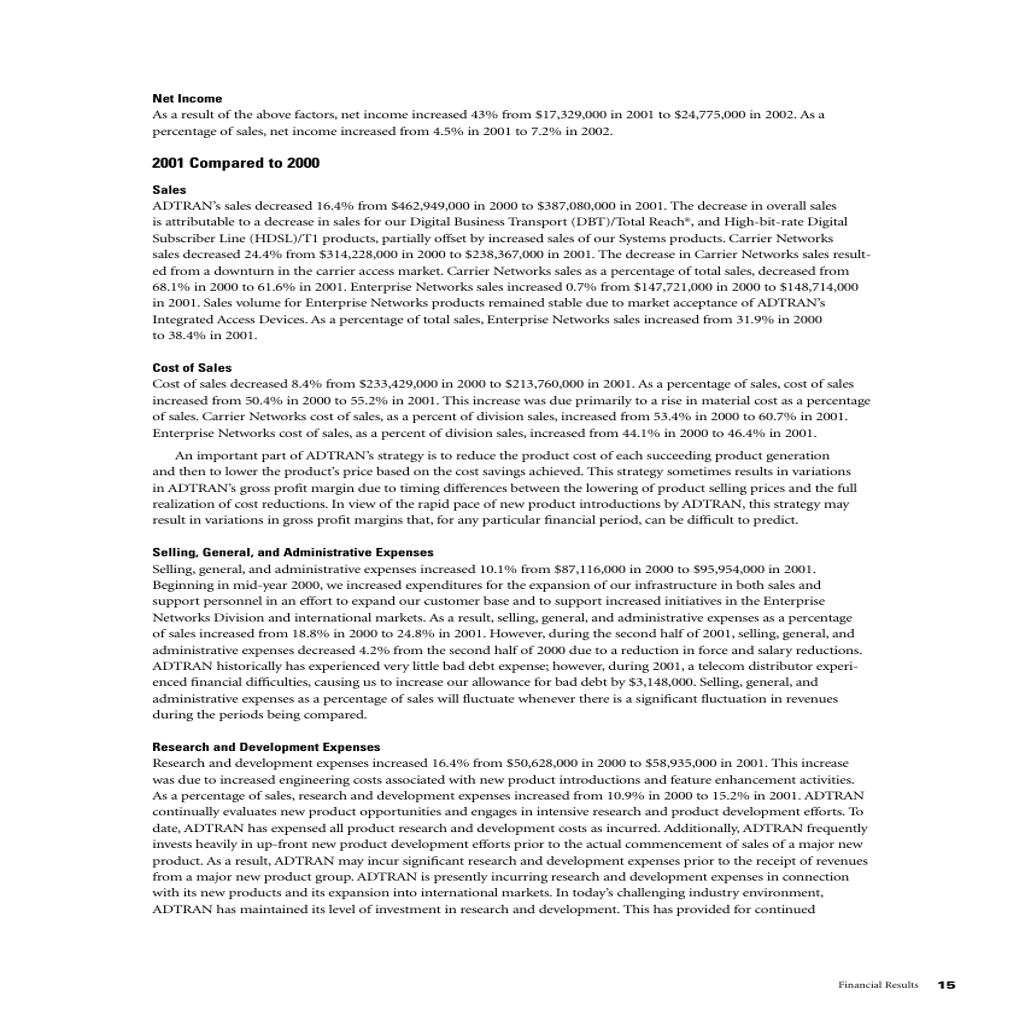 Net Income
As a result of the above factors, net income increased 43% from $17,329,000 in 2001 to $24,775,000 in 2002. As a
percentage of sales, net income increased from 4.5% in 2001 to 7.2% in 2002.
2001 Compared to 2000
Sales
ADTRAN’s sales decreased 16.4% from $462,949,000 in 2000 to $387,080,000 in 2001. The decrease in overall sales
is attributable to a decrease in sales for our Digital Business Transport (DBT)/Total Reach®, and High-bit-rate Digital
Subscriber Line (HDSL)/T1 products, partially offset by increased sales of our Systems products. Carrier Networks
sales decreased 24.4% from $314,228,000 in 2000 to $238,367,000 in 2001. The decrease in Carrier Networks sales result-
ed from a downturn in the carrier access market. Carrier Networks sales as a percentage of total sales, decreased from
68.1% in 2000 to 61.6% in 2001. Enterprise Networks sales increased 0.7% from $147,721,000 in 2000 to $148,714,000
in 2001. Sales volume for Enterprise Networks products remained stable due to market acceptance of ADTRAN’s
Integrated Access Devices. As a percentage of total sales, Enterprise Networks sales increased from 31.9% in 2000
to 38.4% in 2001.
Cost of Sales
Cost of sales decreased 8.4% from $233,429,000 in 2000 to $213,760,000 in 2001. As a percentage of sales, cost of sales
increased from 50.4% in 2000 to 55.2% in 2001. This increase was due primarily to a rise in material cost as a percentage
of sales. Carrier Networks cost of sales, as a percent of division sales, increased from 53.4% in 2000 to 60.7% in 2001.
Enterprise Networks cost of sales, as a percent of division sales, increased from 44.1% in 2000 to 46.4% in 2001.
An important part of ADTRAN’s strategy is to reduce the product cost of each succeeding product generation
and then to lower the product’s price based on the cost savings achieved. This strategy sometimes results in variations
in ADTRAN’s gross profit margin due to timing differences between the lowering of product selling prices and the full
realization of cost reductions. In view of the rapid pace of new product introductions by ADTRAN, this strategy may
result in variations in gross profit margins that, for any particular financial period, can be difficult to predict.
Selling, General, and Administrative Expenses
Selling, general, and administrative expenses increased 10.1% from $87,116,000 in 2000 to $95,954,000 in 2001.
Beginning in mid-year 2000, we increased expenditures for the expansion of our infrastructure in both sales and
support personnel in an effort to expand our customer base and to support increased initiatives in the Enterprise
Networks Division and international markets. As a result, selling, general, and administrative expenses as a percentage
of sales increased from 18.8% in 2000 to 24.8% in 2001. However, during the second half of 2001, selling, general, and
administrative expenses decreased 4.2% from the second half of 2000 due to a reduction in force and salary reductions.
ADTRAN historically has experienced very little bad debt expense; however, during 2001, a telecom distributor experi-
enced financial difficulties, causing us to increase our allowance for bad debt by $3,148,000. Selling, general, and
administrative expenses as a percentage of sales will fluctuate whenever there is a significant fluctuation in revenues
during the periods being compared.
Research and Development Expenses
Research and development expenses increased 16.4% from $50,628,000 in 2000 to $58,935,000 in 2001. This increase
was due to increased engineering costs associated with new product introductions and feature enhancement activities.
As a percentage of sales, research and development expenses increased from 10.9% in 2000 to 15.2% in 2001. ADTRAN
continually evaluates new product opportunities and engages in intensive research and product development efforts. To
date, ADTRAN has expensed all product research and development costs as incurred. Additionally, ADTRAN frequently
invests heavily in up-front new product development efforts prior to the actual commencement of sales of a major new
product. As a result, ADTRAN may incur significant research and development expenses prior to the receipt of revenues
from a major new product group. ADTRAN is presently incurring research and development expenses in connection
with its new products and its expansion into international markets. In today’s challenging industry environment,
ADTRAN has maintained its level of investment in research and development. This has provided for continued
Financial Results 15